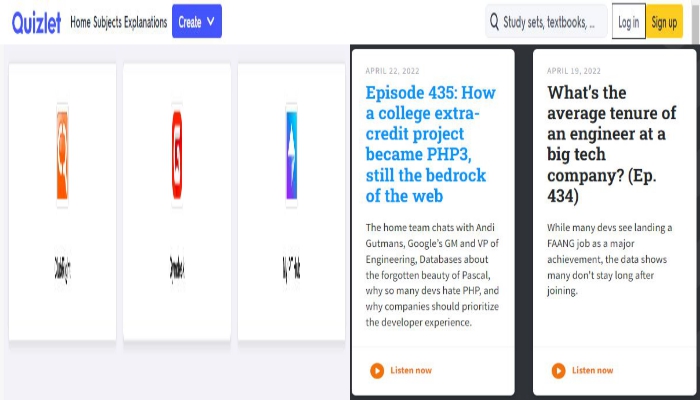 Quizlet Home Subjects Explanations Create Study sets, textbooks, ... Log in Sign up
APRIL 22, 2022
Episode 435: How
a college extra-
credit project
became PHP3,
still the bedrock
of the web
The home team chats with Andi
Gutmans, Google's GM and VP of
Engineering, Databases about
the forgotten beauty of Pascal,
why so many devs hate PHP, and
why companies should prioritize
the developer experience.
Listen now
APRIL 19, 2022
What's the
average tenure of
an engineer at a
big tech
company? (Ep.
434)
While many devs see landing a
FAANG job as a major
achievement, the data shows
many don't stay long after
joining.
Listen now